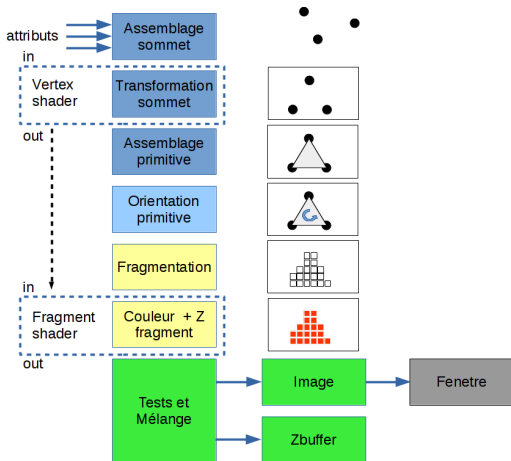 attributs
Assemblage
sommet
in
Vertex
shader
Transformation
sommet
out
Assemblage
primitive
Orientation
primitive
Fragmentation
in
Fragment
shader
Couleur + Z
fragment
out
Tests et
Mélange
Image
Fenetre
Zbuffer